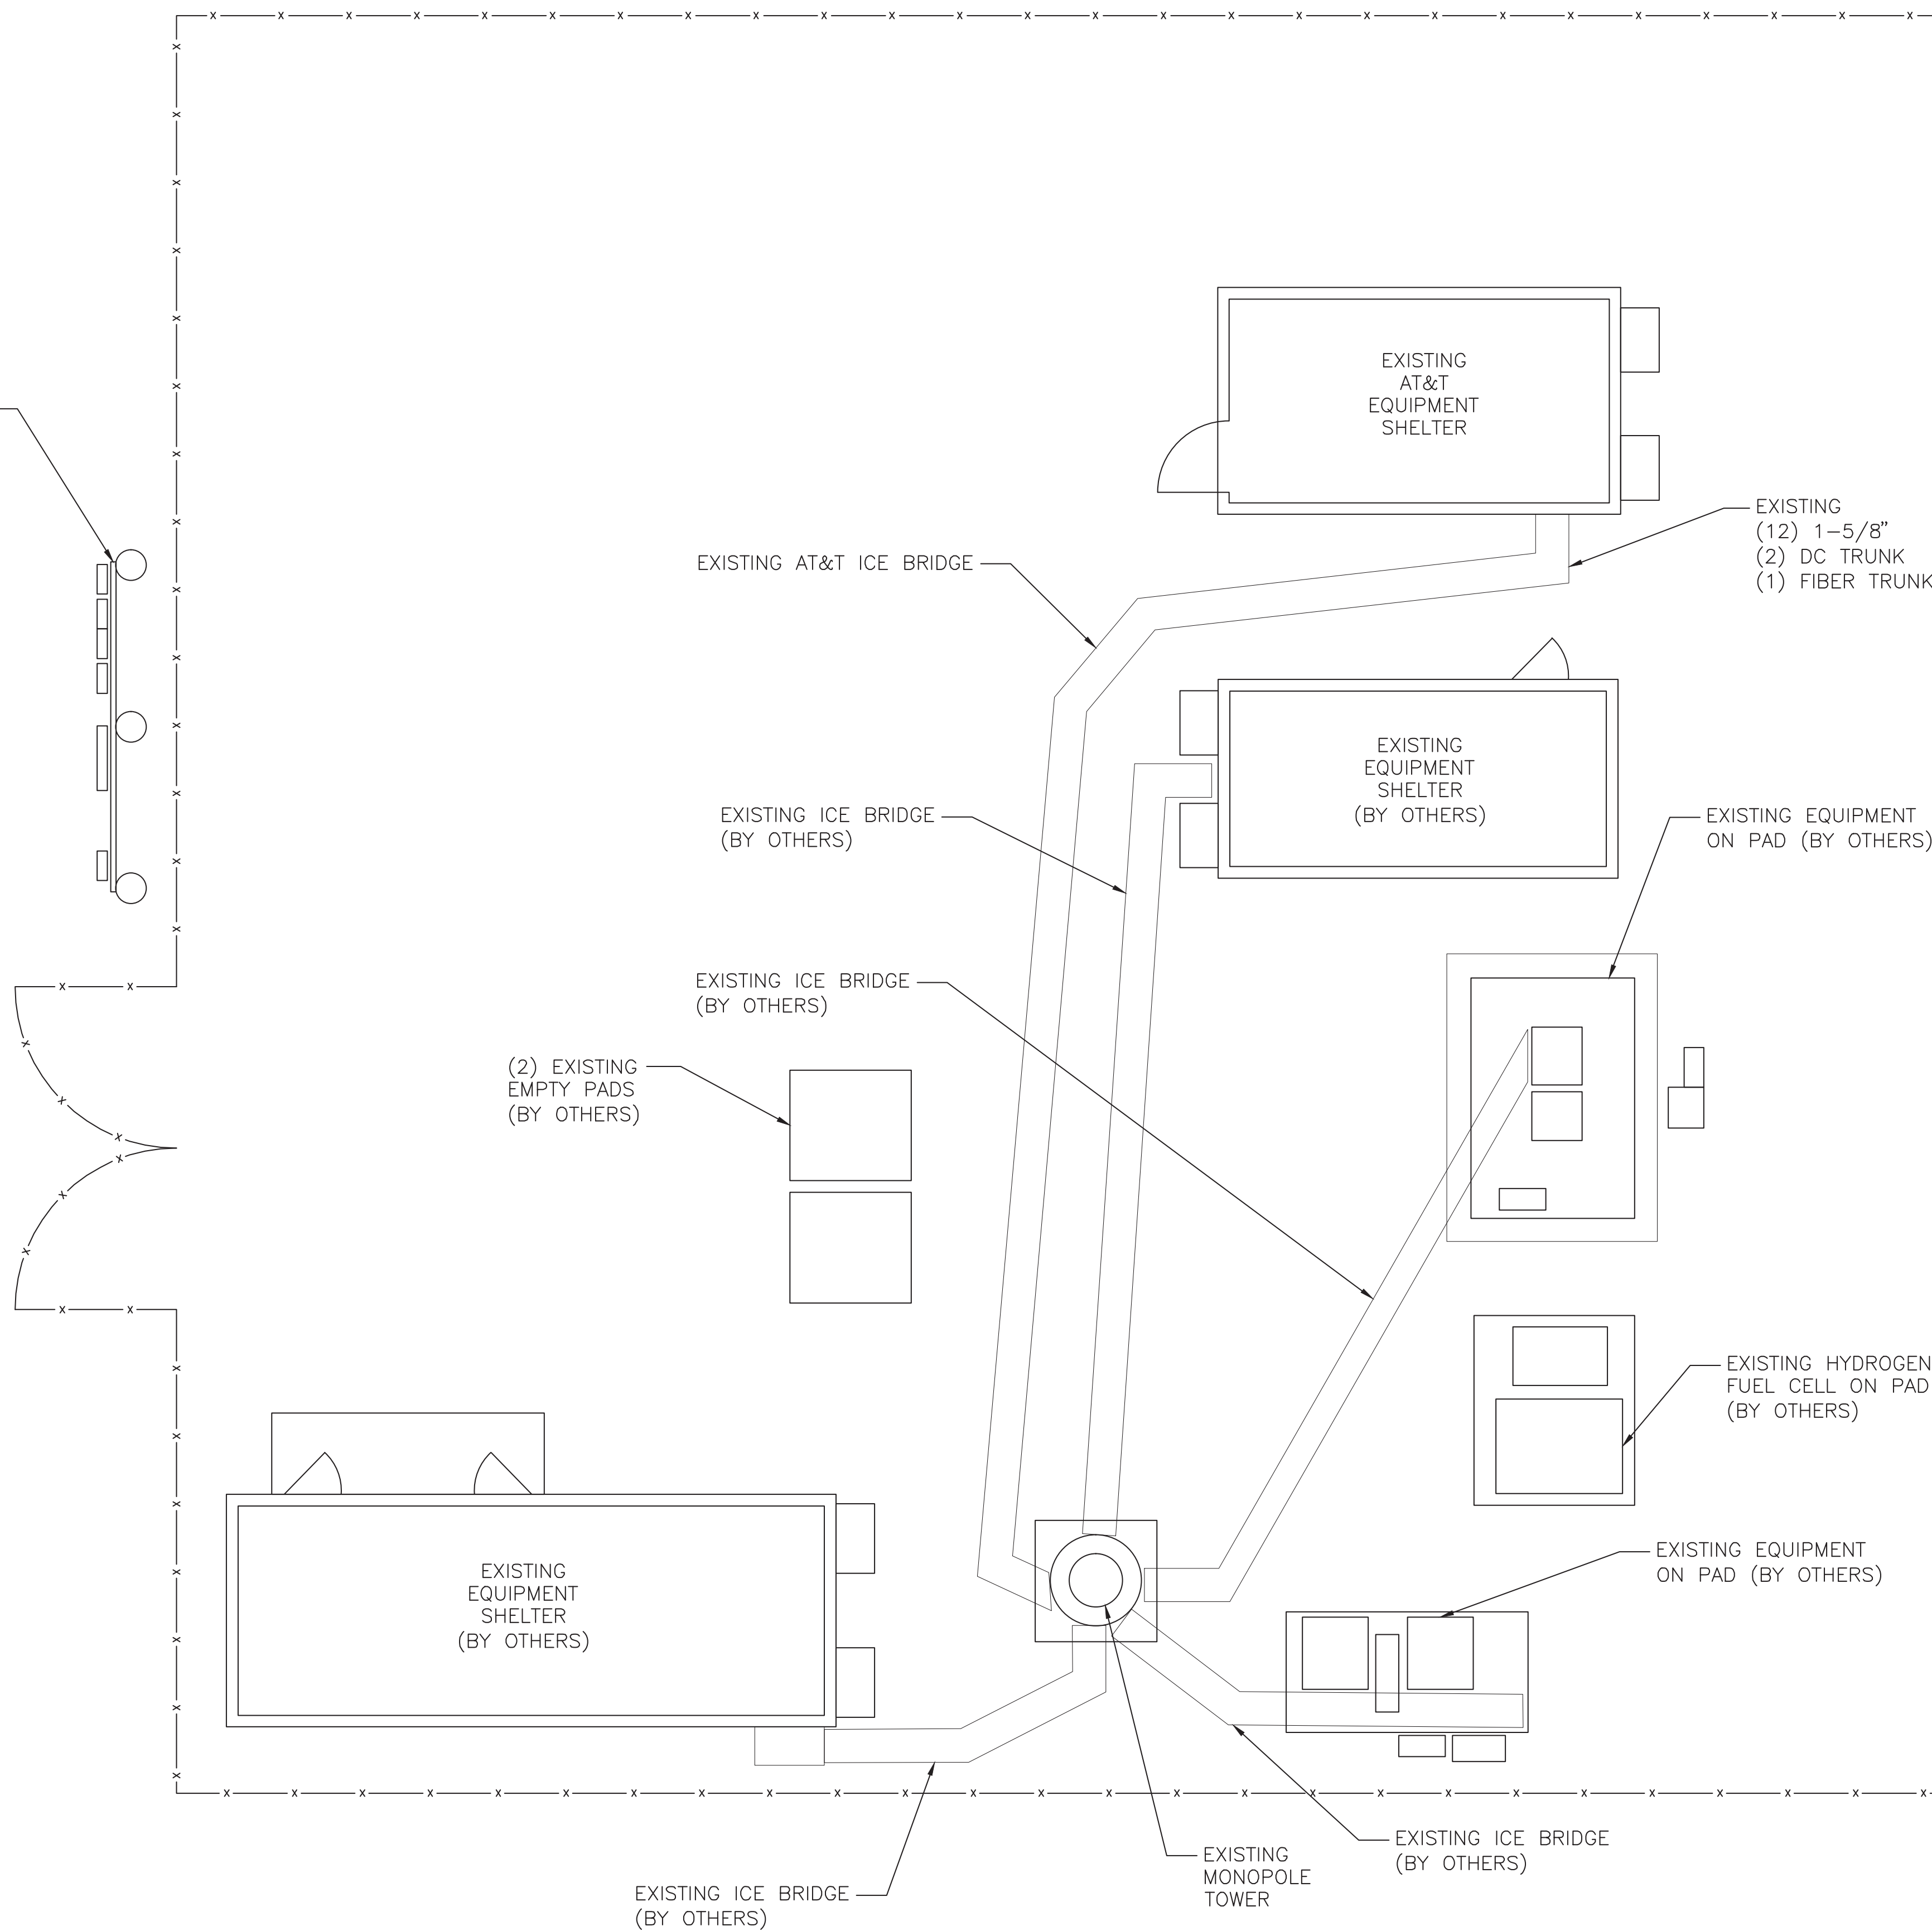 EXISTING
AT&T
EQUIPMENT
SHELTER
EXISTING
(12) 1-5/8"
(2) DC TRUNK
(1) FIBER TRUNK
EXISTING AT&T ICE BRIDGE
EXISTING
EQUIPMENT
SHELTER
(BY OTHERS)
EXISTING ICE BRIDGE
(BY OTHERS)
EXISTING EQUIPMENT
ON PAD (BY OTHERS)
EXISTING ICE BRIDGE
(BY OTHERS)
(2) EXISTING
EMPTY PADS
(BY OTHERS)
EXISTING HYDROGEN
FUEL CELL ON PAD
(BY OTHERS)
EXISTING EQUIPMENT
ON PAD (BY OTHERS)
EXISTING
EQUIPMENT
SHELTER
(BY OTHERS)
EXISTING ICE BRIDGE
(BY OTHERS)
EXISTING
MONOPOLE
TOWER
EXISTING ICE BRIDGE
(BY OTHERS)